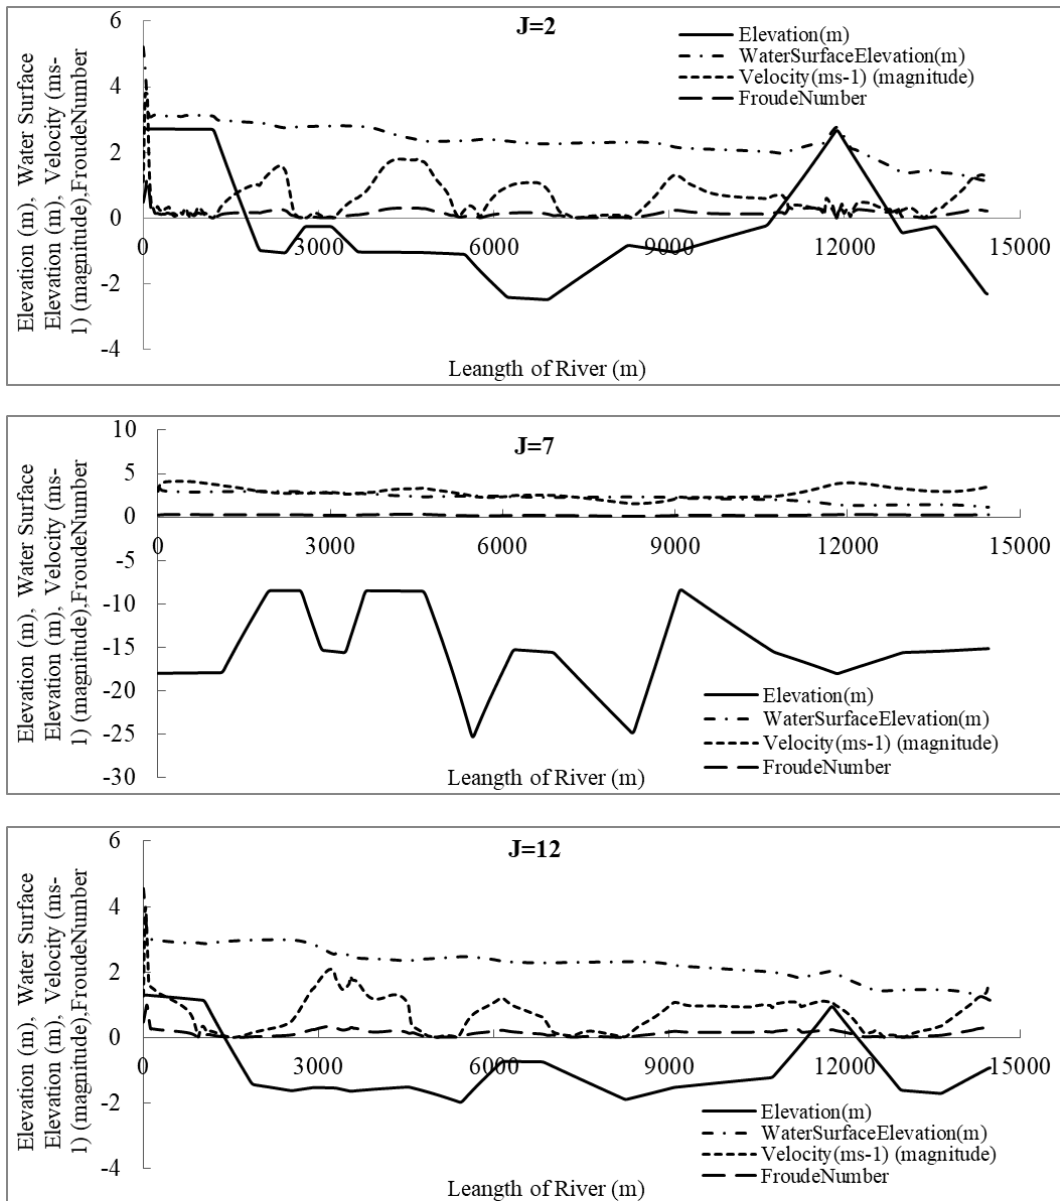 J=2
Elevation (m), Water Surface
Elevation (m), Velocity (ms-
1) (magnitude),FroudeNumber
6
4
2
0
-2
-4
0
3000
6000
9000
12000
15000
Elevation(m)
WaterSurfaceElevation(m)
Velocity(ms-1) (magnitude)
FroudeNumber
Leangth of River (m)
J=7
Elevation (m), Water Surface
Elevation (m), Velocity (ms-
1) (magnitude),FroudeNumber
10
5
0
-5
-10
-15
-20
-25
-30
0
3000
6000
9000
12000
15000
Elevation(m)
WaterSurfaceElevation(m)
Velocity(ms-1) (magnitude)
FroudeNumber
Leangth of River (m)
J=12
Elevation (m), Water Surface
Elevation (m), Velocity (ms-
1) (magnitude),FroudeNumber
6
4
2
0
-2
-4
0
3000
6000
9000
12000
15000
Elevation(m)
WaterSurfaceElevation(m)
Velocity(ms-1) (magnitude)
FroudeNumber
Leangth of River (m)